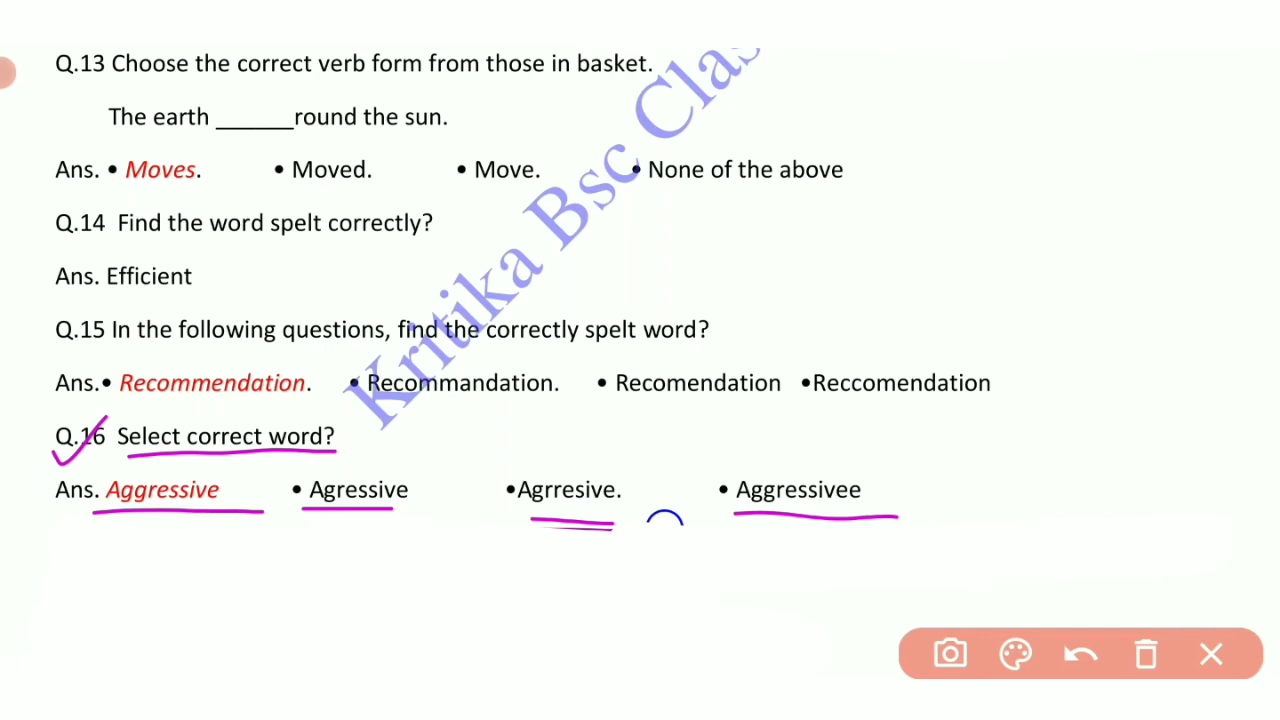 Q.13 Choose the correct verb form from those in basket.
The earth ______round the sun.
Ans. • Moves. • Moved. • Move. • None of the above
Q.14 Find the word spelt correctly?
Ans. Efficient
Q.15 In the following questions, find the correctly spelt word?
Ans.• Recommendation. • Recommandation. • Recomendation •Reccomendation
Q.16 Select correct word?
Ans. Aggressive • Agressive •Agrresive. • Aggressivee
Kritika Bsc Clas